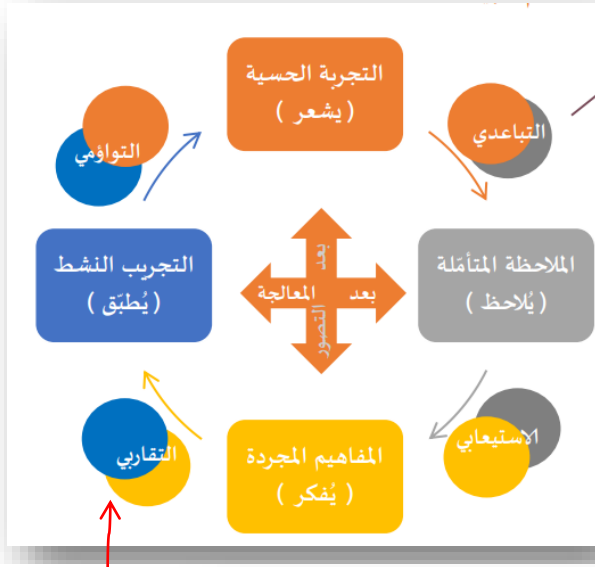 التجربة الحسية
( يشعر )
التباعدي
التواؤمي
الملاحظة المتأمّلة
( يُلاحظ )
بعد المعالجة
بعد التصور
التجريب النشط
( يُطبّق )
الاستيعابي
التقاربي
المفاهيم المجردة
( يُفكر )